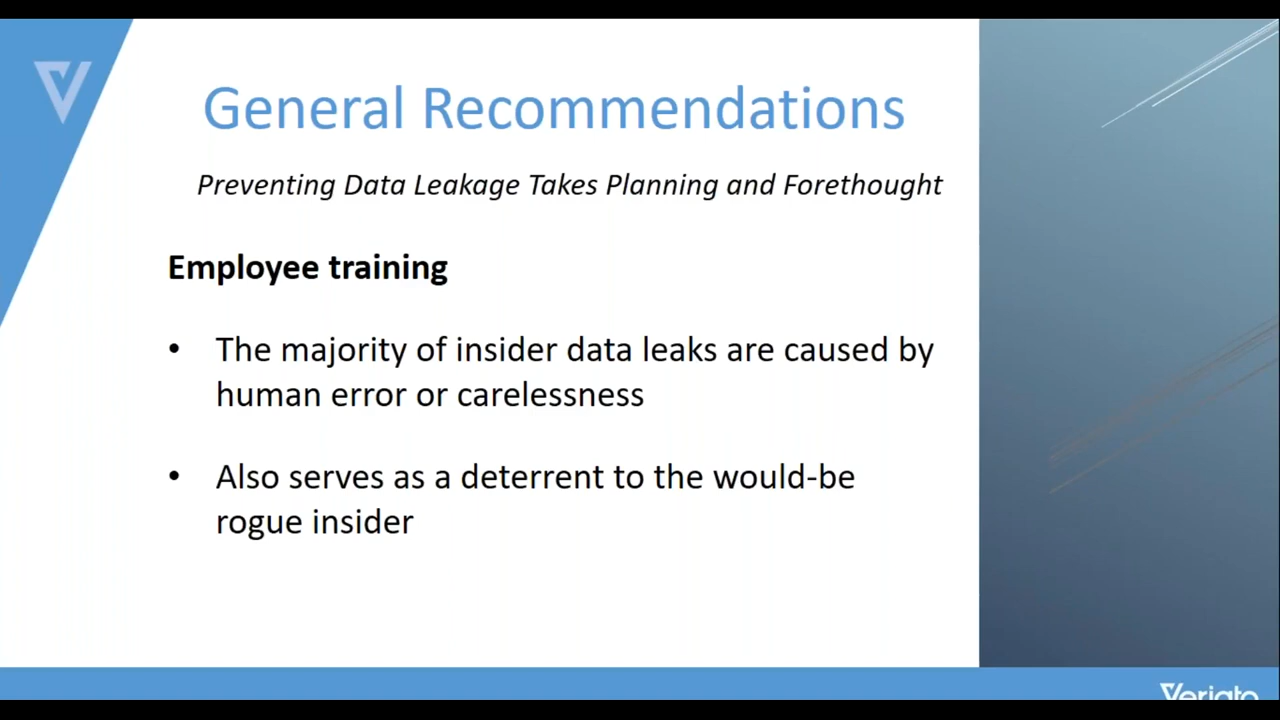 General Recommendations
Preventing Data Leakage Takes Planning and Forethought
Employee training
• The majority of insider data leaks are caused by
human error or carelessness
• Also serves as a deterrent to the would-be
rogue insider
Veriato